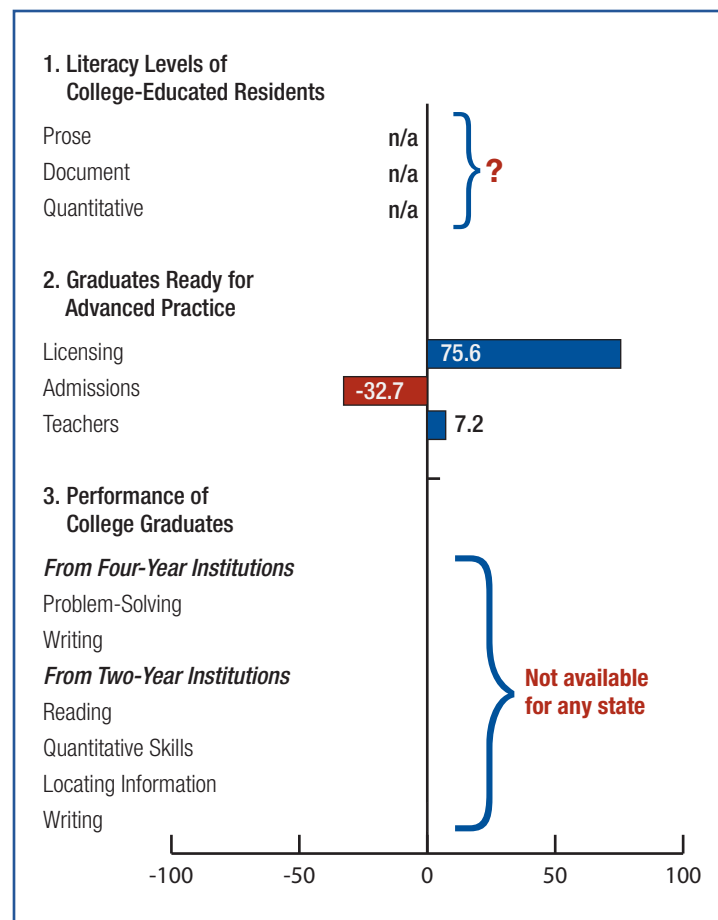 1. Literacy Levels of
College-Educated Residents
Prose n/a
Document n/a
Quantitative n/a
?
2. Graduates Ready for
Advanced Practice
Licensing 75.6
Admissions -32.7
Teachers 7.2
3. Performance of
College Graduates
From Four-Year Institutions
Problem-Solving
Writing
From Two-Year Institutions
Reading
Quantitative Skills
Locating Information
Writing
Not available
for any state
-100 -50 0 50 100